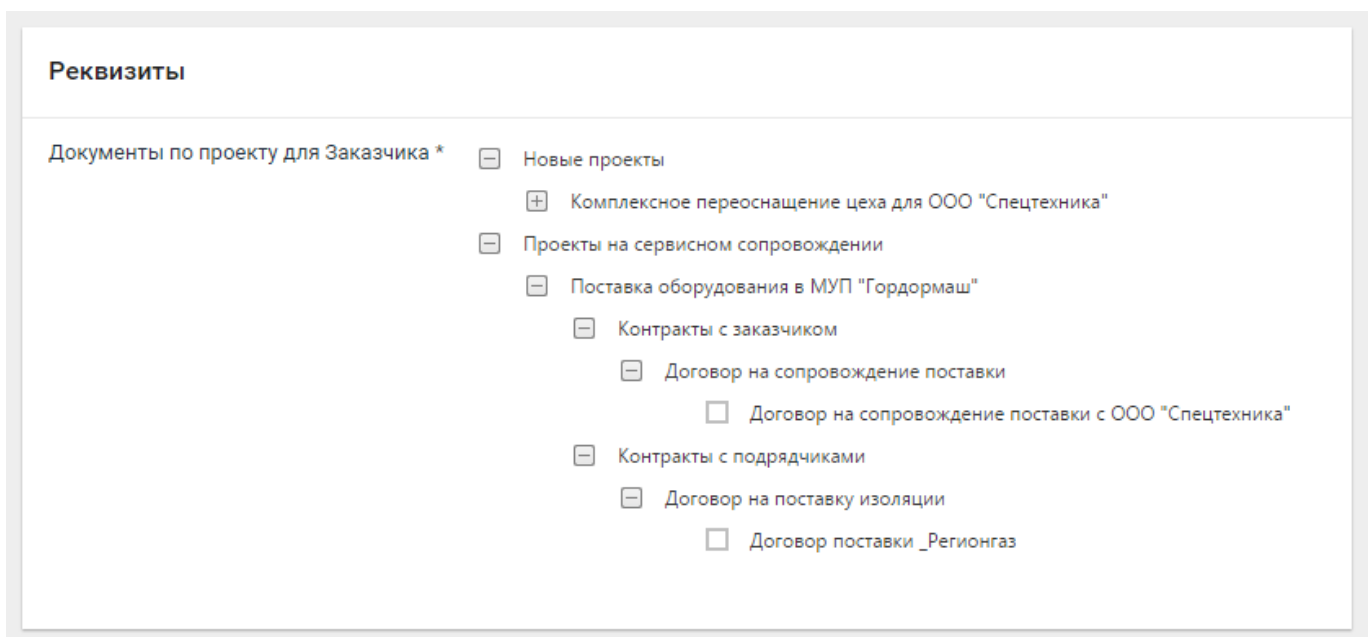 Реквизиты
Документы по проекту для Заказчика *
Новые проекты
Комплексное переоснащение цеха для ООО "Спецтехника"
Проекты на сервисном сопровождении
Поставка оборудования в МУП "Гордормаш"
Контракты с заказчиком
Договор на сопровождение поставки
Договор на сопровождение поставки с ООО "Спецтехника"
Контракты с подрядчиками
Договор на поставку изоляции
Договор поставки _Регионгаз